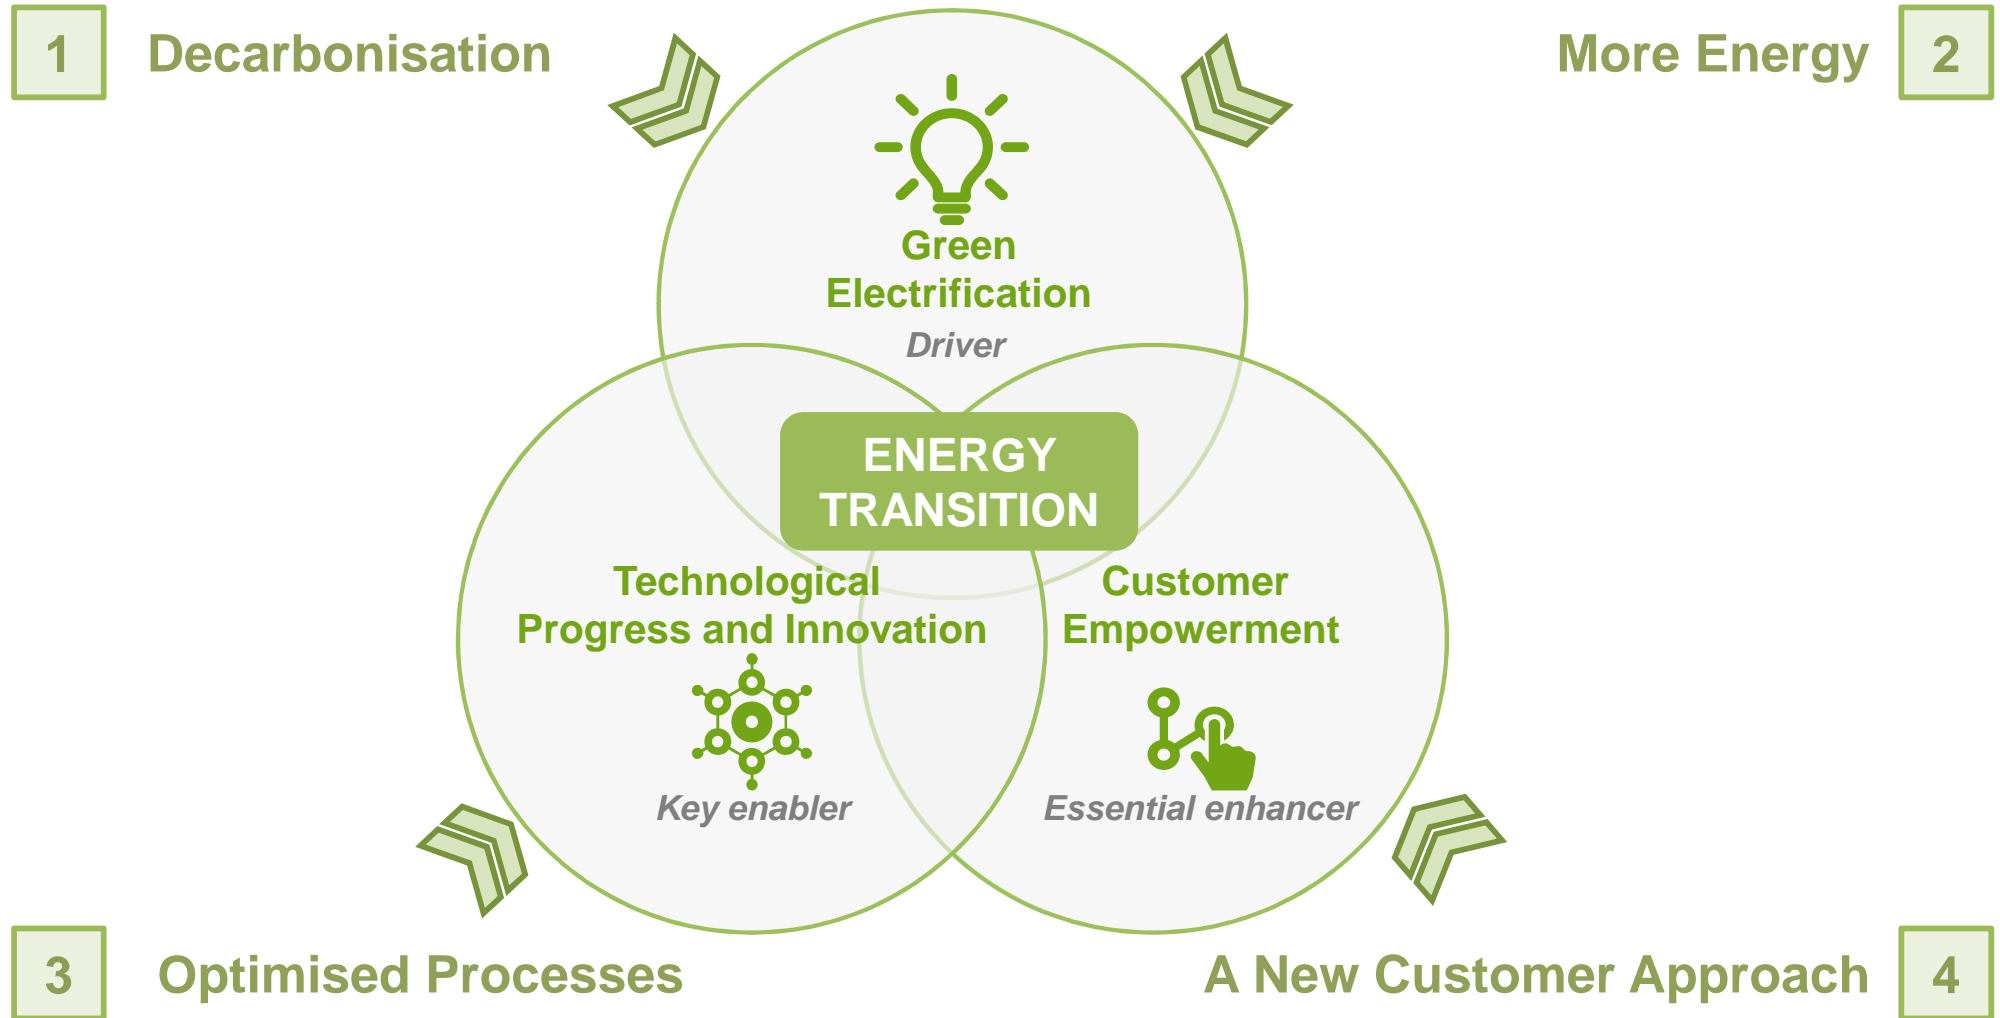 1 Decarbonisation
More Energy 2
Green
Electrification
Driver
ENERGY
TRANSITION
Technological
Progress and Innovation
Key enabler
Customer
Empowerment
Essential enhancer
3 Optimised Processes
A New Customer Approach 4